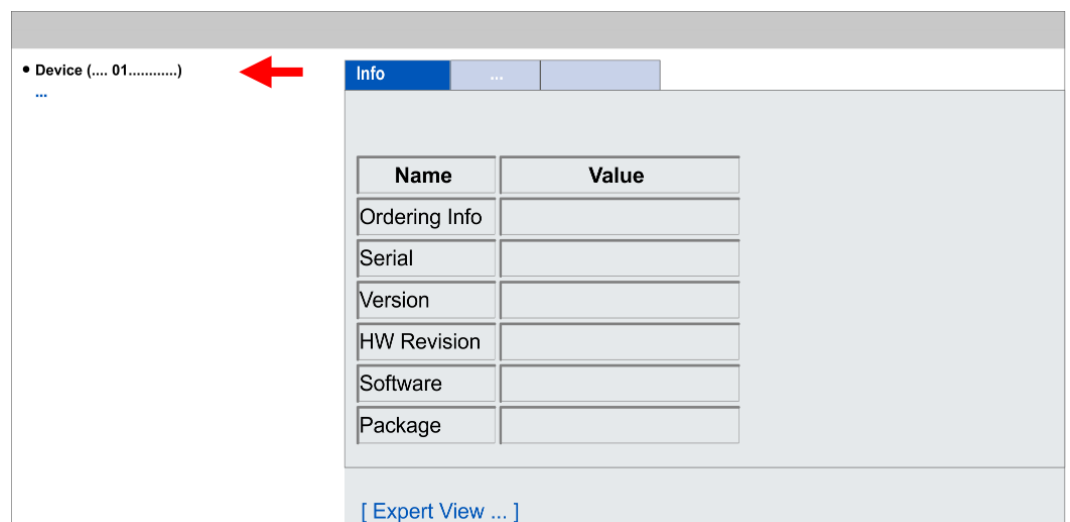 • Device (.... 01............)
...
Info ...
Name Value
Ordering Info
Serial
Version
HW Revision
Software
Package
[ Expert View ... ]